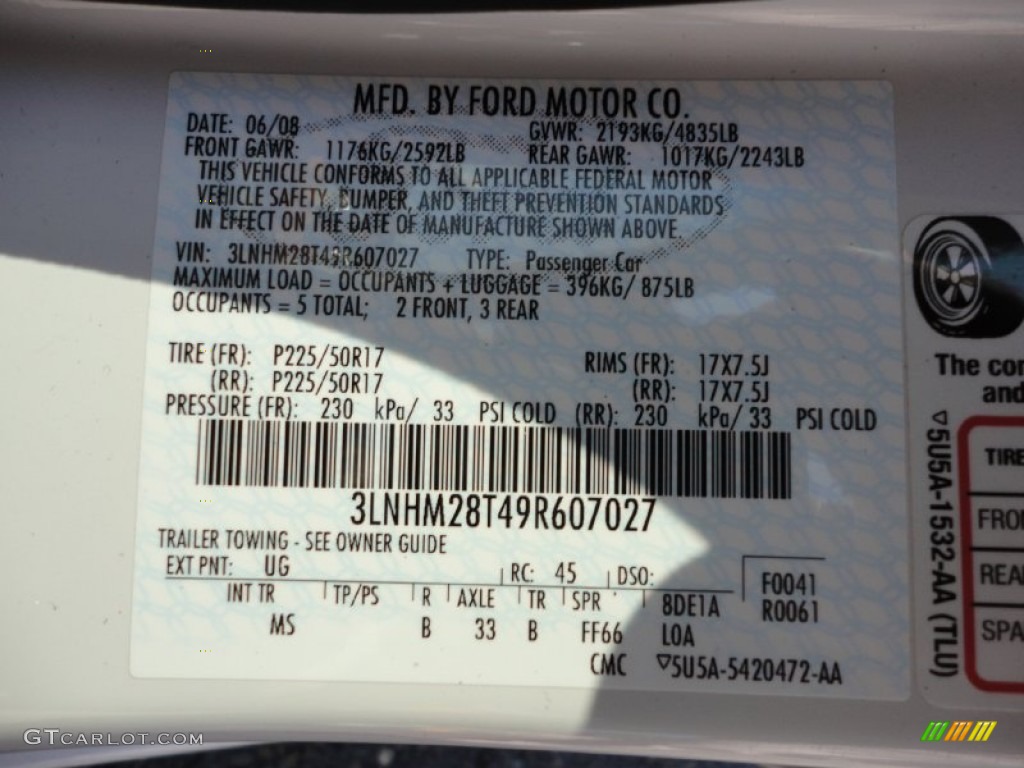 MFD. BY FORD MOTOR CO.
DATE: 06/08 GVWR: 2193KG/4835LB
FRONT GAWR: 1176KG/2592LB REAR GAWR: 1017KG/2243LB
THIS VEHICLE CONFORMS TO ALL APPLICABLE FEDERAL MOTOR
VEHICLE SAFETY, BUMPER, AND THEFT PREVENTION STANDARDS
IN EFFECT ON THE DATE OF MANUFACTURE SHOWN ABOVE.
VIN: 3LNHM28T49R607027 TYPE: Passenger Car
MAXIMUM LOAD = OCCUPANTS + LUGGAGE = 396KG/ 875LB
OCCUPANTS = 5 TOTAL; 2 FRONT, 3 REAR
TIRE (FR): P225/50R17 RIMS (FR): 17X7.5J
(RR): P225/50R17 (RR): 17X7.5J
PRESSURE (FR): 230 kPa/ 33 PSI COLD (RR): 230 kPa/ 33 PSI COLD
3LNHM28T49R607027
TRAILER TOWING - SEE OWNER GUIDE
EXT PNT: UG RC: 45 DSO: F0041
INT TR TP/PS R AXLE TR SPR 8DE1A R0061
MS B 33 B FF66 LOA
CMC ▽5U5A-5420472-AA
The con
and
▽5U5A-1532-AA (TLU)
TIRE
FRO
REA
SPA
GTCARLOT.COM